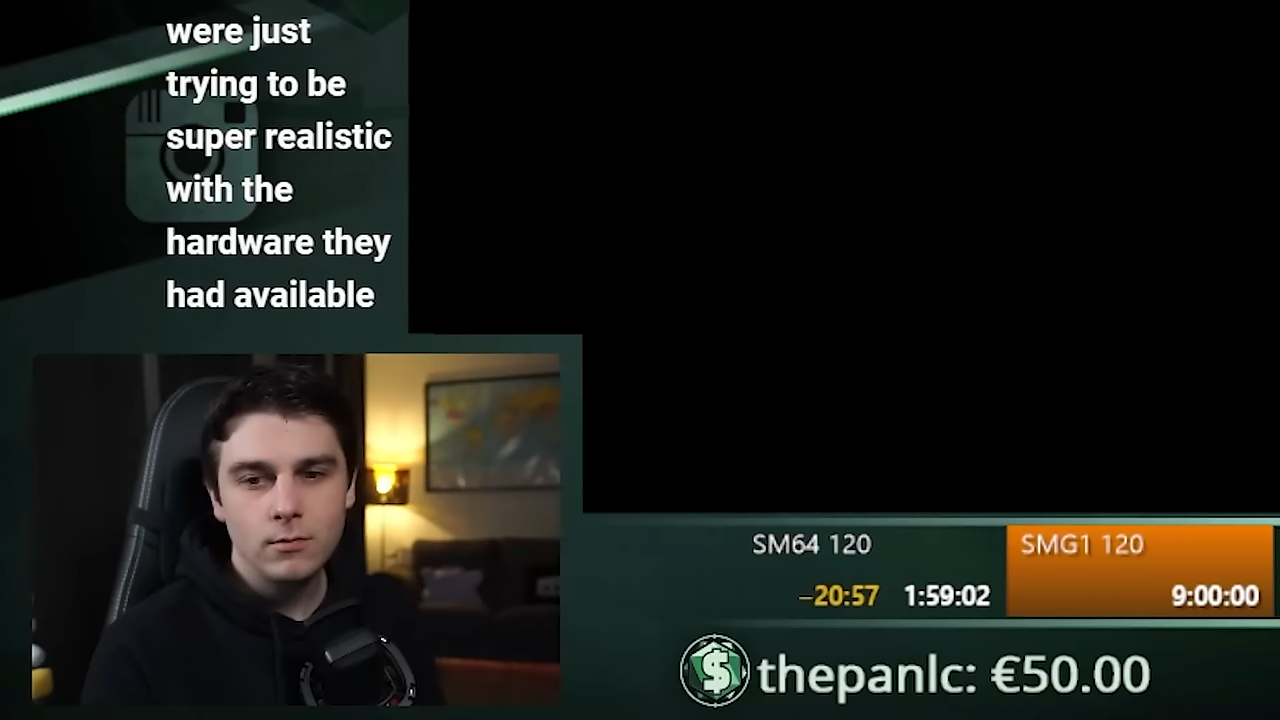 were just
trying to be
super realistic
with the
hardware they
had available
SM64 120
−20:57 1:59:02
SMG1 120
9:00:00
thepanlc: €50.00